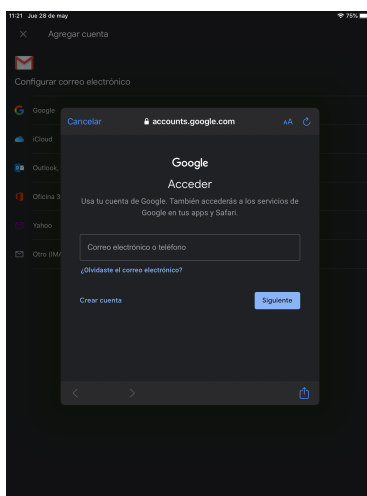 11:21 Jue 28 de may
75%
Agregar cuenta
Configurar correo electrónico
Google
iCloud
Outlook,
Oficina 3
Yahoo
Otro (IMA
Cancelar
accounts.google.com
AA
Google
Acceder
Usa tu cuenta de Google. También accederás a los servicios de
Google en tus apps y Safari.
Correo electrónico o teléfono
¿Olvidaste el correo electrónico?
Crear cuenta
Siguiente